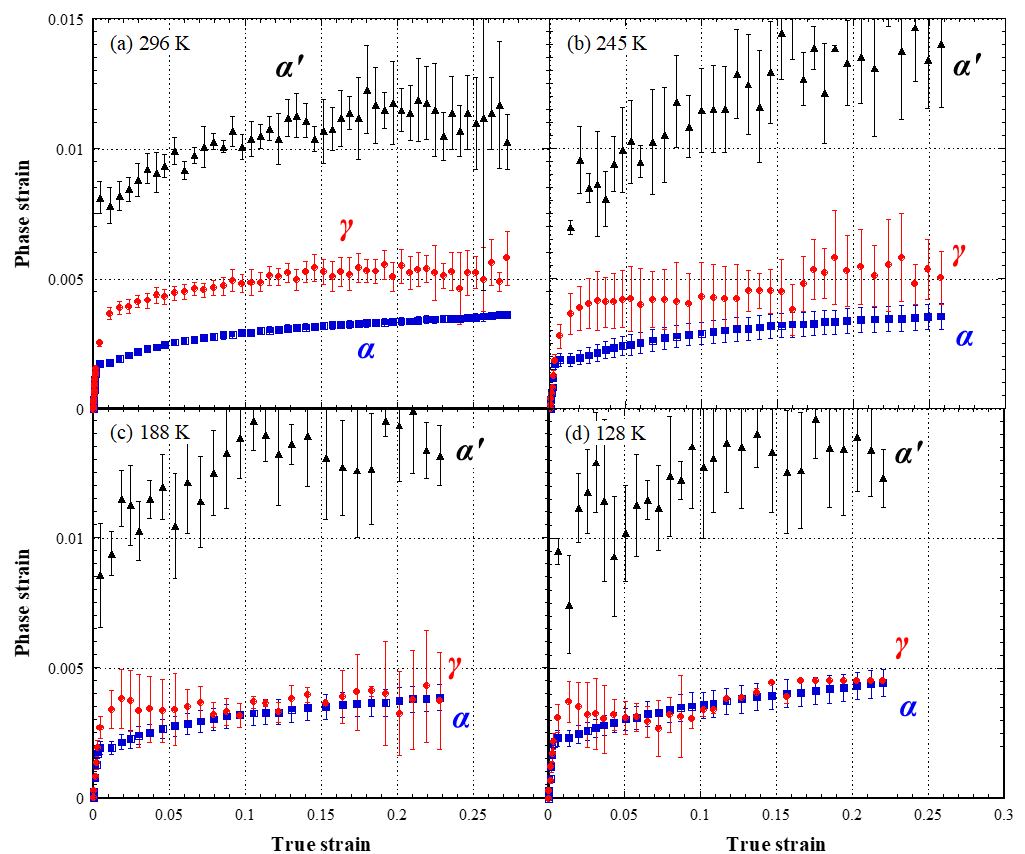 0.015
(a) 296 K
(b) 245 K
α'
α'
0.01
Phase strain
γ
γ
0.005
α
α
0
(c) 188 K
(d) 128 K
α'
α'
0.01
Phase strain
0.005
γ
γ
α
α
0
0 0.05 0.1 0.15 0.2 0.25 0 0.05 0.1 0.15 0.2 0.25 0.3
True strain
True strain